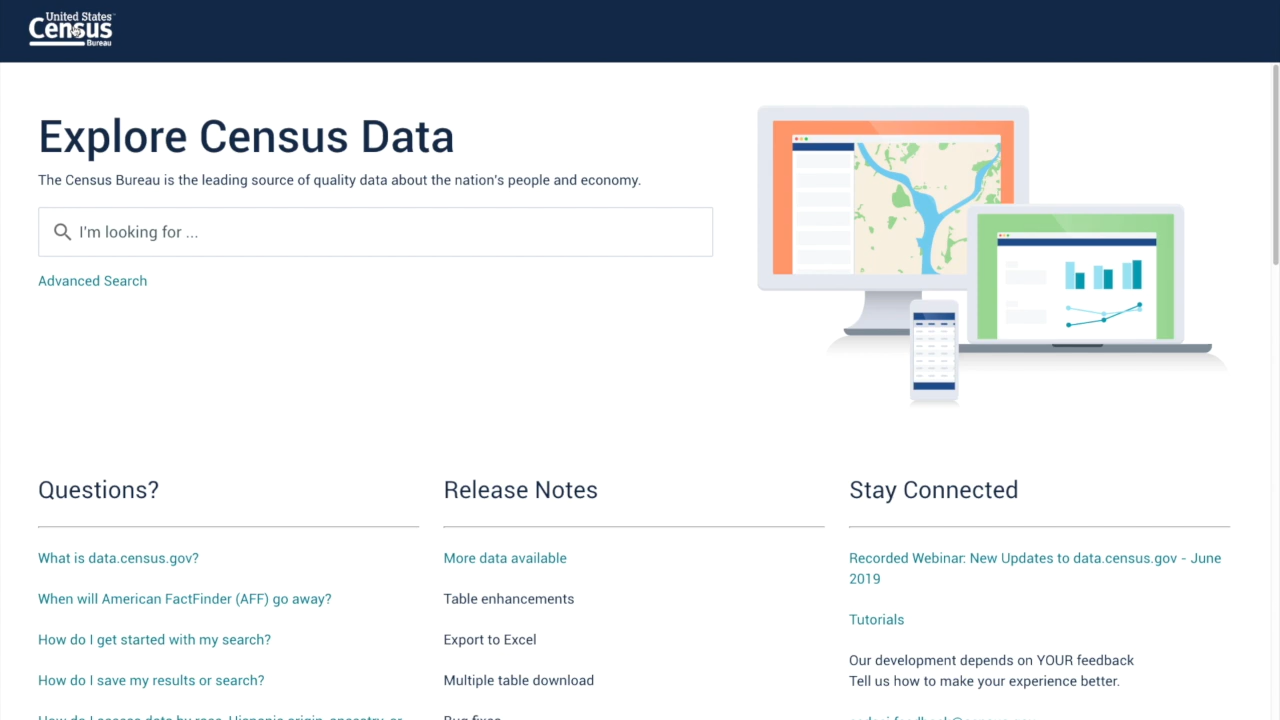 United States™
Census
Bureau
Explore Census Data
The Census Bureau is the leading source of quality data about the nation's people and economy.
I'm looking for ...
Advanced Search
Questions?
What is data.census.gov?
When will American FactFinder (AFF) go away?
How do I get started with my search?
How do I save my results or search?
Release Notes
More data available
Table enhancements
Export to Excel
Multiple table download
Bug fixes
Stay Connected
Recorded Webinar: New Updates to data.census.gov - June
2019
Tutorials
Our development depends on YOUR feedback
Tell us how to make your experience better.